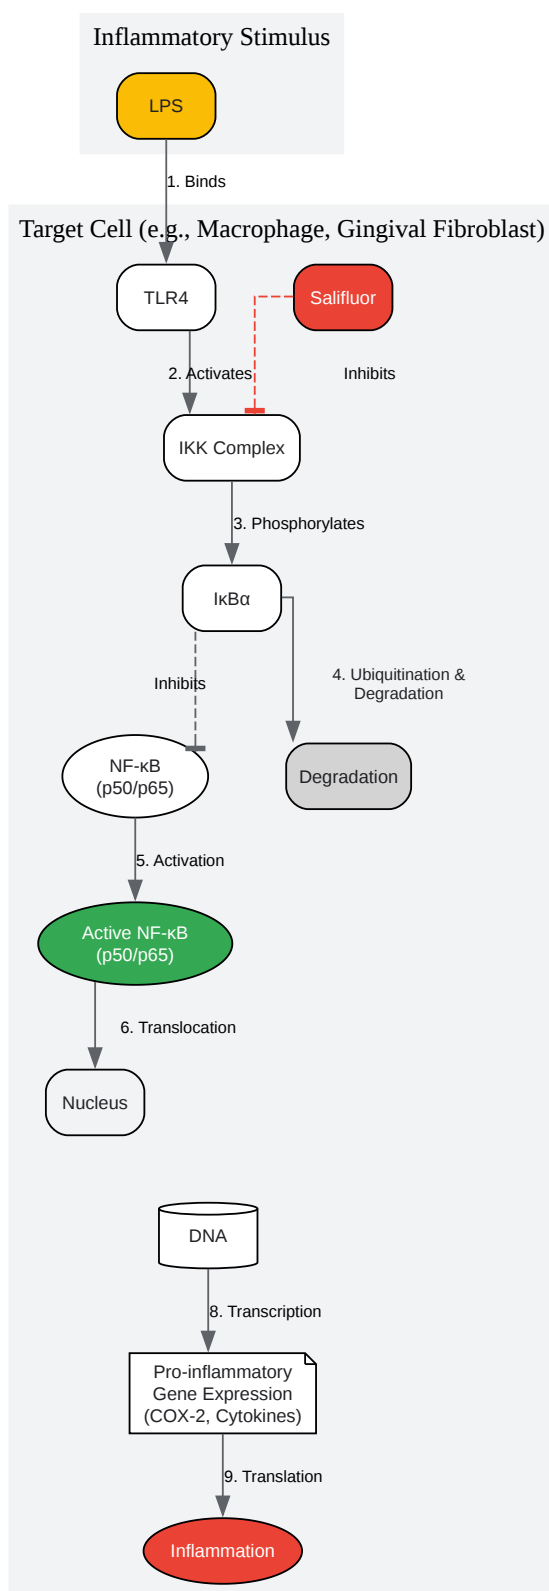 Inflammatory Stimulus
LPS
1. Binds
Target Cell (e.g., Macrophage, Gingival Fibroblast)
TLR4
Salifluor
2. Activates
Inhibits
IKK Complex
3. Phosphorylates
IκBα
Inhibits
4. Ubiquitination &
Degradation
NF-κB
(p50/p65)
Degradation
5. Activation
Active NF-κB
(p50/p65)
6. Translocation
Nucleus
DNA
8. Transcription
Pro-inflammatory
Gene Expression
(COX-2, Cytokines)
9. Translation
Inflammation